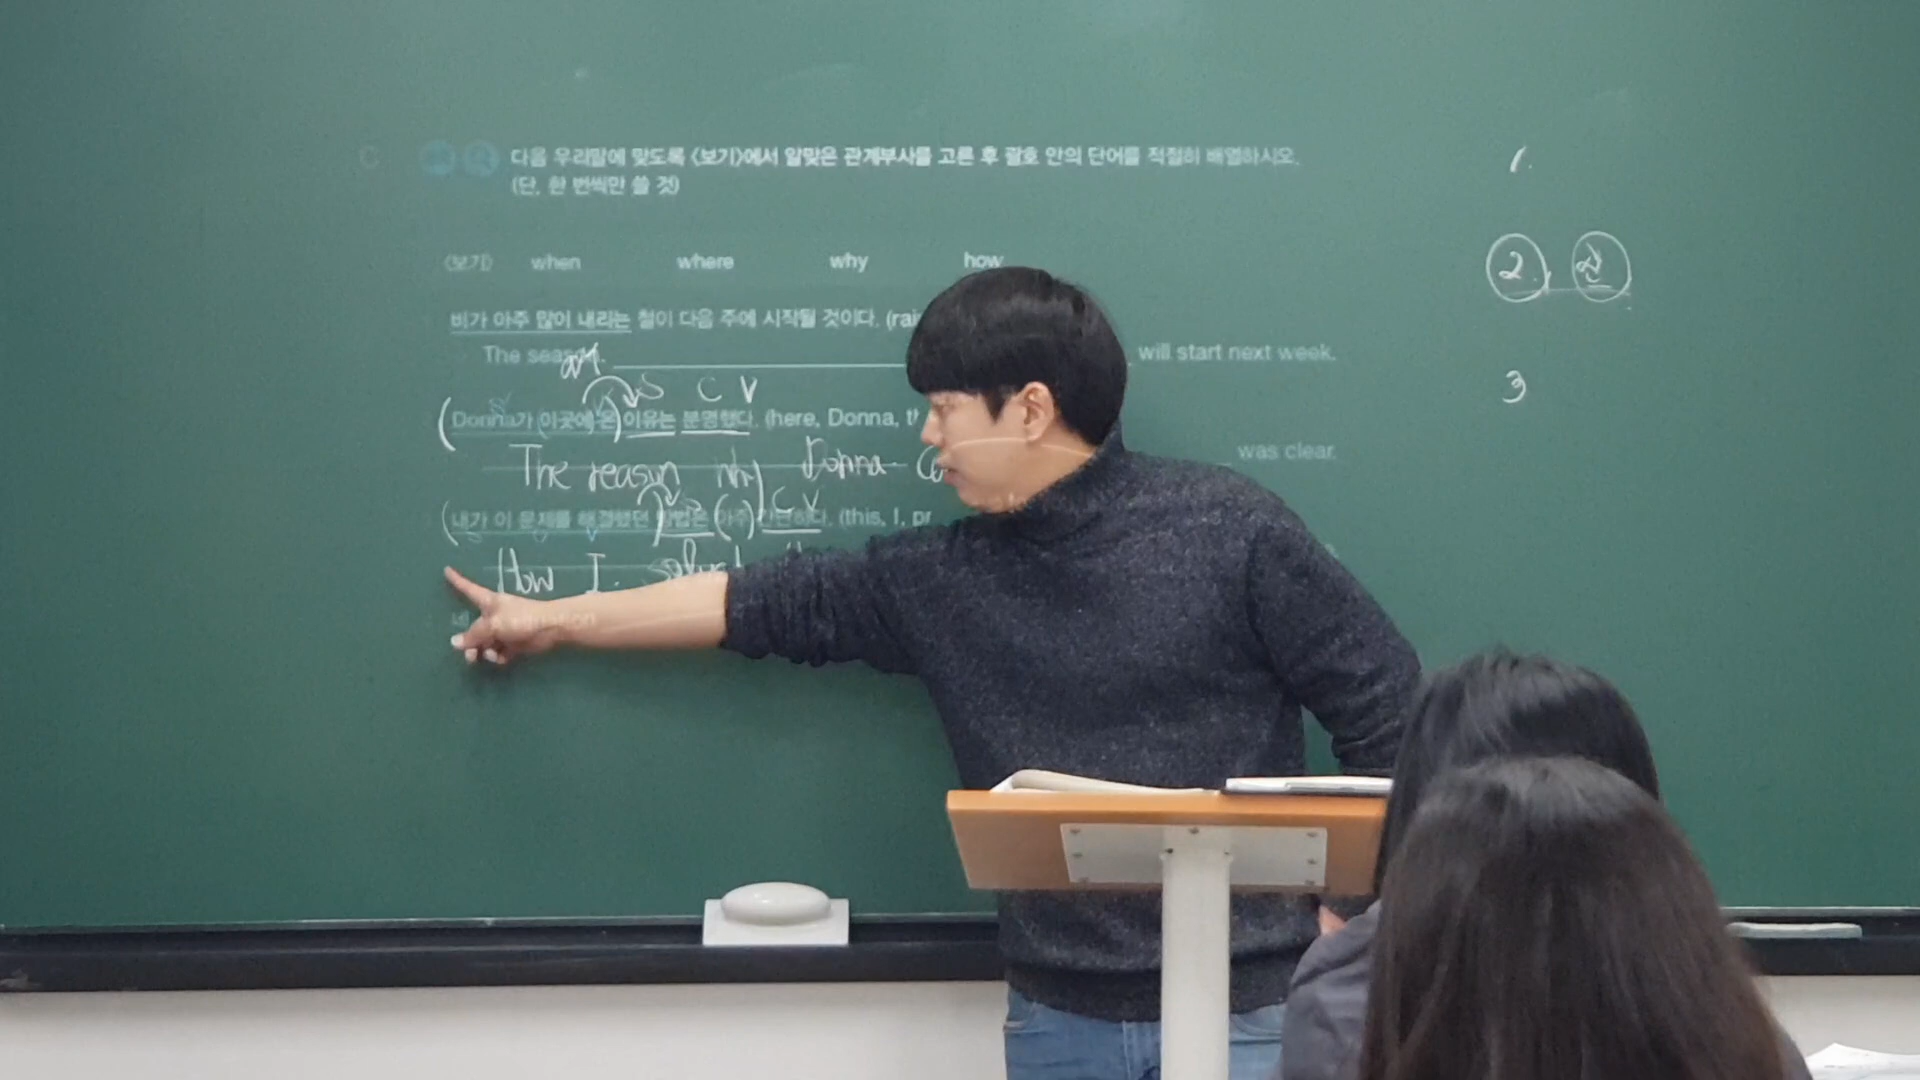 C
다음 우리말에 맞도록 <보기>에서 알맞은 관계부사를 고른 후 괄호 안의 단어를 적절히 배열하시오.
(단, 한 번씩만 쓸 것)
1.
<보기> when where why how
2. 선
비가 아주 많이 내리는 철이 다음 주에 시작될 것이다. (rai
The season. will start next week.
S C V
3
(Donna가 이곳에 온) 이유는 분명했다. (here, Donna, th
The reason why Donna was clear.
S ( ) C V
(내가 이 문제를 해결했던) 방법은 아주 간단하다. (this, I, pr
How I